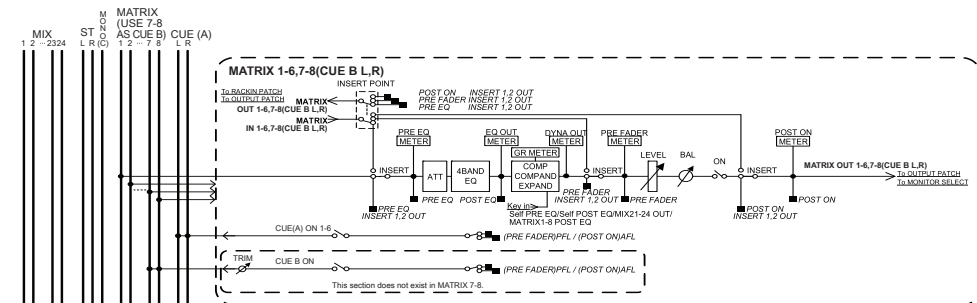 MIX
1 2 ··· 2324
ST
L R
MONO
(C)
MATRIX
(USE 7-8
AS CUE B)
1 2 ··· 7 8
CUE (A)
L R
MATRIX 1-6,7-8(CUE B L,R)
INSERT POINT
To RACKIN PATCH
To OUTPUT PATCH
MATRIX
OUT 1-6,7-8(CUE B L,R)
MATRIX
IN 1-6,7-8(CUE B L,R)
POST ON INSERT 1,2 OUT
PRE FADER INSERT 1,2 OUT
PRE EQ INSERT 1,2 OUT
PRE EQ
METER
EQ OUT
METER
DYNA OUT
METER
PRE FADER
METER
POST ON
METER
GR METER
INSERT
ATT
4BAND
EQ
COMP
COMPAND
EXPAND
INSERT
LEVEL
BAL
ON
INSERT
MATRIX OUT 1-6,7-8(CUE B L,R)
To OUTPUT PATCH
To MONITOR SELECT
PRE EQ
INSERT 1,2 OUT
PRE EQ
POST EQ
PRE FADER
INSERT 1,2 OUT
PRE FADER
POST ON
INSERT 1,2 OUT
POST ON
Key in
Self PRE EQ/Self POST EQ/MIX21-24 OUT/
MATRIX1-8 POST EQ
CUE(A) ON 1-6
(PRE FADER)PFL / (POST ON)AFL
TRIM
CUE B ON
(PRE FADER)PFL / (POST ON)AFL
This section does not exist in MATRIX 7-8.